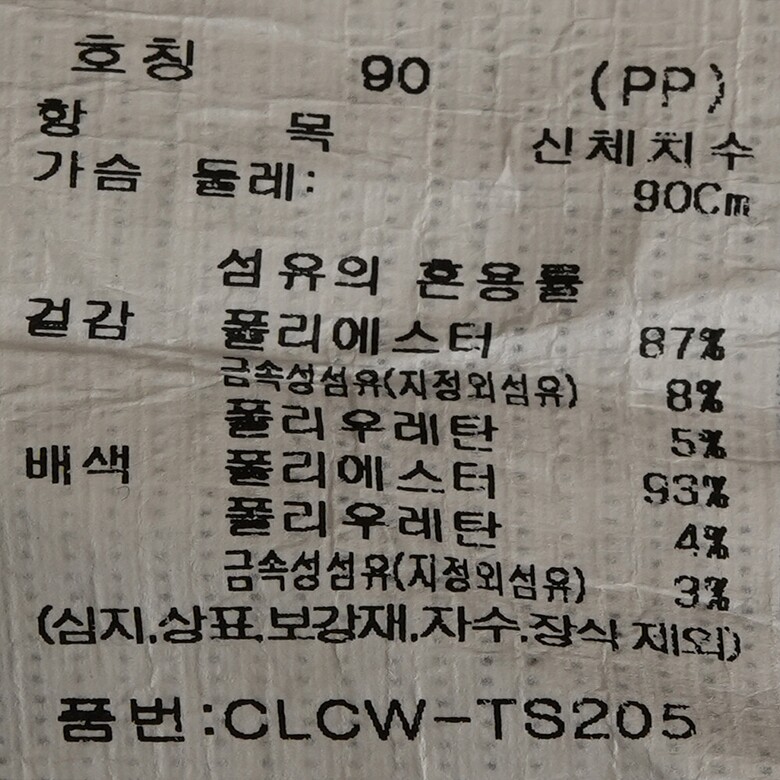 호칭 90 (PP)
항 목 신체치수
가슴 둘레: 90Cm
섬유의 혼용률
겉감 폴리에스터 87%
금속성섬유(지정외섬유) 8%
폴리우레탄 5%
배색 폴리에스터 93%
폴리우레탄 4%
금속성섬유(지정외섬유) 3%
(심지.상표.보강재.자수.장식 제외)
품번:CLCW-TS205